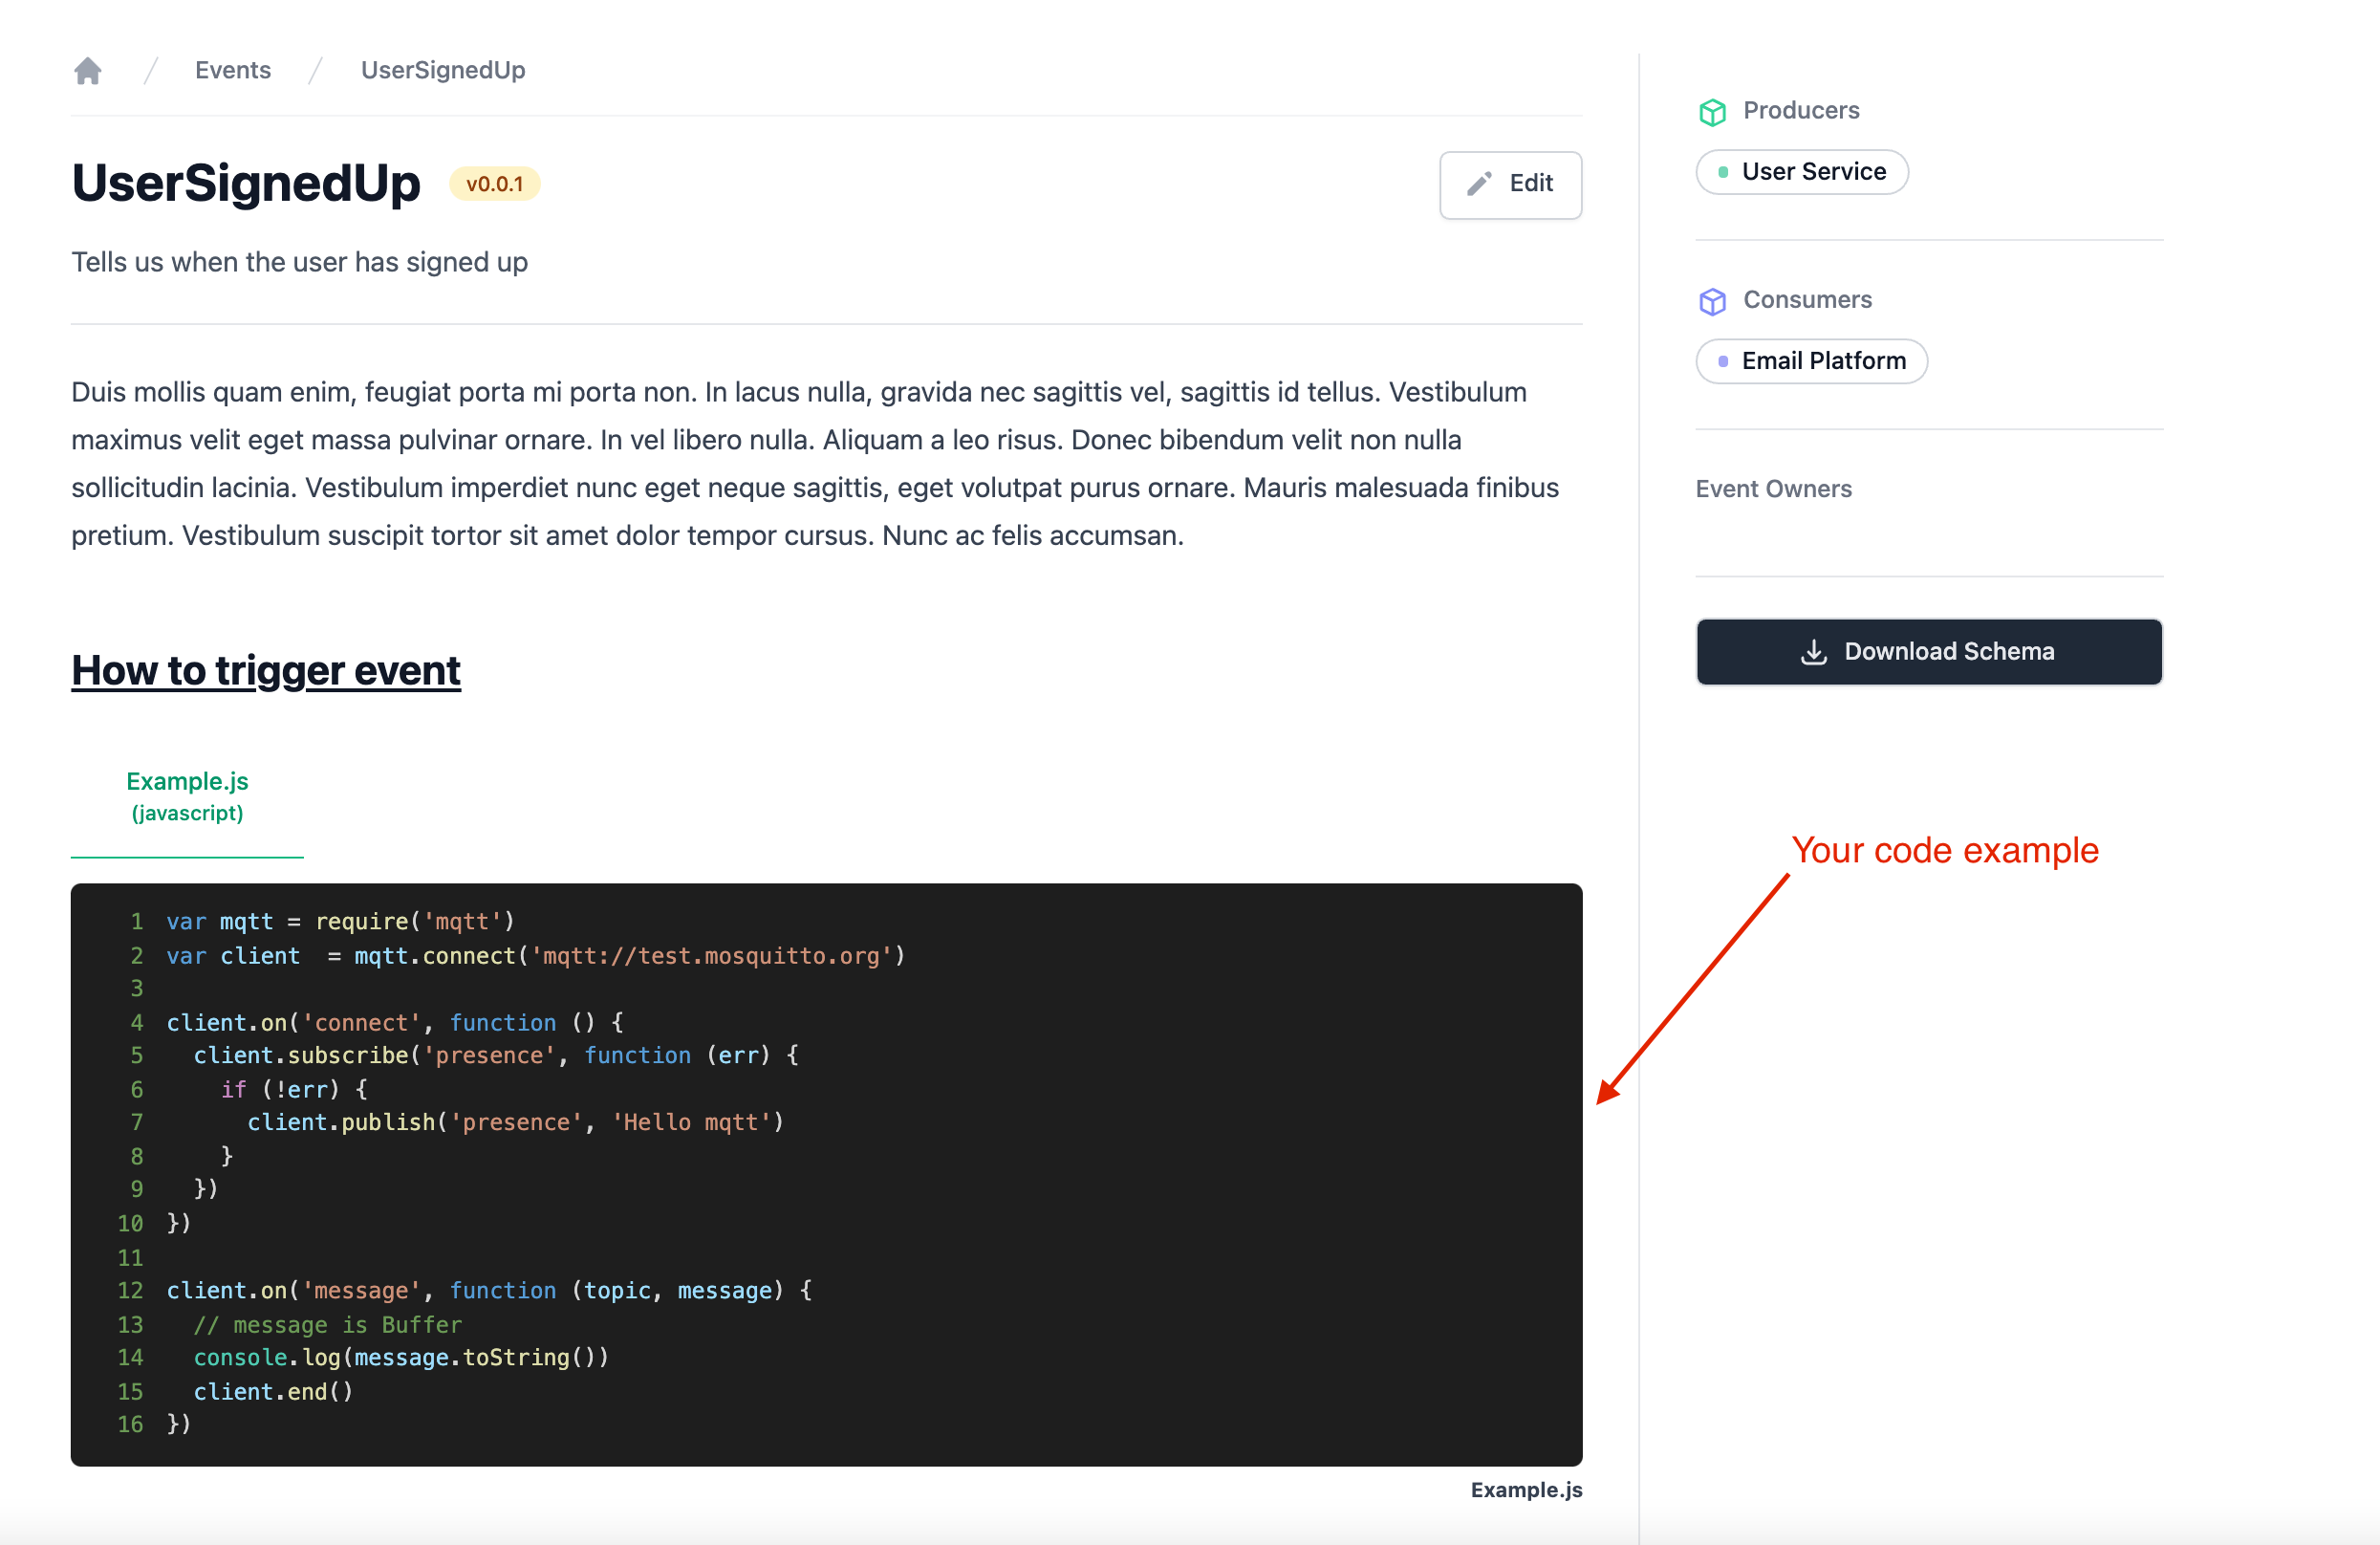 Events / UserSignedUp
UserSignedUp v0.0.1
Edit
Tells us when the user has signed up
Duis mollis quam enim, feugiat porta mi porta non. In lacus nulla, gravida nec sagittis vel, sagittis id tellus. Vestibulum
maximus velit eget massa pulvinar ornare. In vel libero nulla. Aliquam a leo risus. Donec bibendum velit non nulla
sollicitudin lacinia. Vestibulum imperdiet nunc eget neque sagittis, eget volutpat purus ornare. Mauris malesuada finibus
pretium. Vestibulum suscipit tortor sit amet dolor tempor cursus. Nunc ac felis accumsan.
How to trigger event
Example.js
(javascript)
1 var mqtt = require('mqtt')
2 var client  = mqtt.connect('mqtt://test.mosquitto.org')
3
4 client.on('connect', function () {
5   client.subscribe('presence', function (err) {
6     if (!err) {
7       client.publish('presence', 'Hello mqtt')
8     }
9   })
10 })
11
12 client.on('message', function (topic, message) {
13   // message is Buffer
14   console.log(message.toString())
15   client.end()
16 })
Example.js
Producers
User Service
Consumers
Email Platform
Event Owners
Download Schema
Your code example